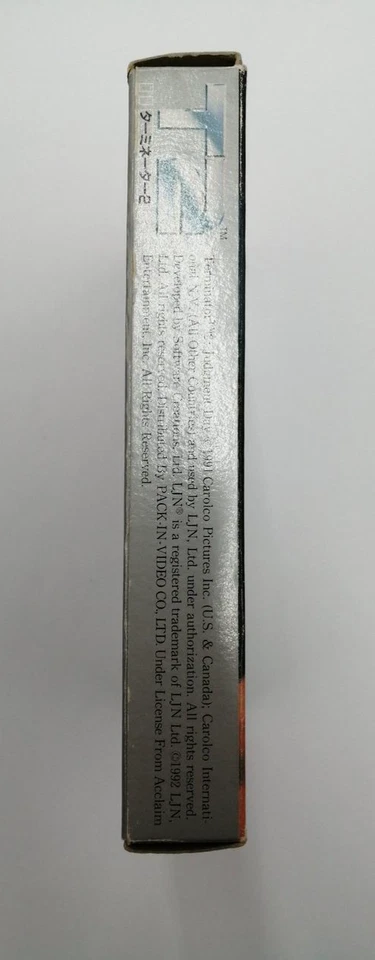 T2™
ターミネーター2
Terminator™ 2: Judgment Day 1991 Carolco Pictures Inc. (U.S. & Canada); Carolco Internati-
onal N.V. (All Other Countries) and used by LJN, Ltd. under authorization. All rights reserved.
Developed by Software Creations, Ltd. LJN® is a registered trademark of LJN Ltd. ©1992 LJN,
Ltd. All rights reserved. Distributed By PACK-IN-VIDEO CO., LTD. Under License From Acclaim
Entertainment, Inc. All Rights Reserved.